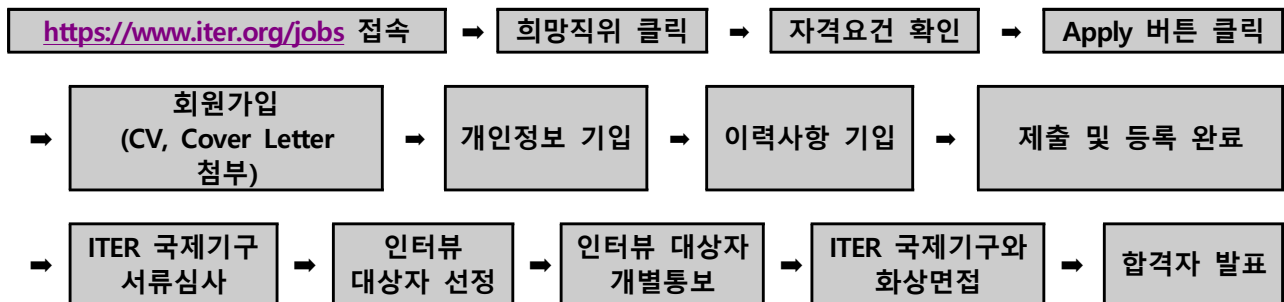 https://www.iter.org/jobs 접속 ➡ 희망직위 클릭 ➡ 자격요건 확인 ➡ Apply 버튼 클릭
➡ 회원가입
(CV, Cover Letter
첨부) ➡ 개인정보 기입 ➡ 이력사항 기입 ➡ 제출 및 등록 완료
➡ ITER 국제기구
서류심사 ➡ 인터뷰
대상자 선정 ➡ 인터뷰 대상자
개별통보 ➡ ITER 국제기구와
화상면접 ➡ 합격자 발표